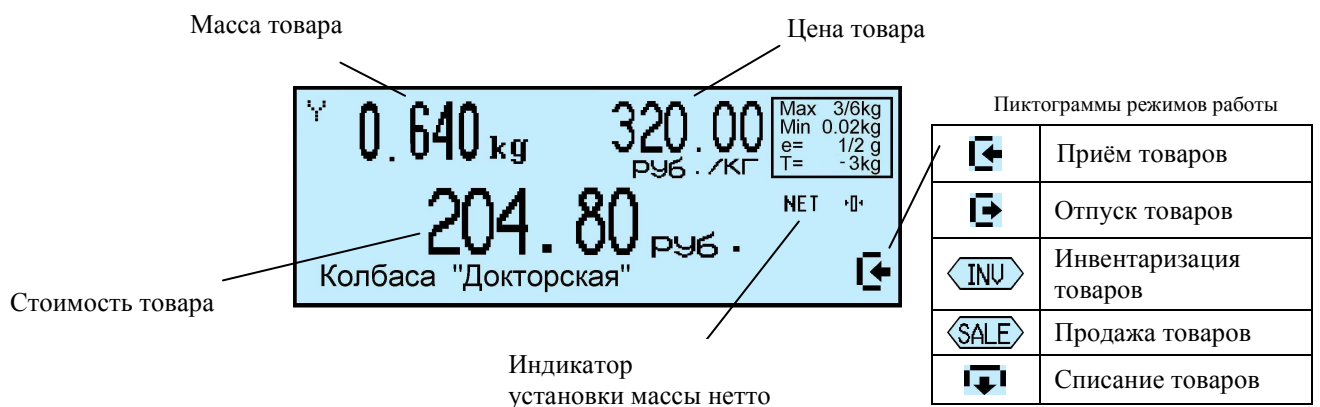 Масса товара
Цена товара
0.640 kg
320.00
руб./КГ
Max 3/6kg
Min 0.02kg
e= 1/2 g
T= -3kg
204.80 руб.
NET
Колбаса "Докторская"
Стоимость товара
Индикатор
установки массы нетто
Пиктограммы режимов работы
Приём товаров
Отпуск товаров
INV
Инвентаризация
товаров
SALE
Продажа товаров
Списание товаров